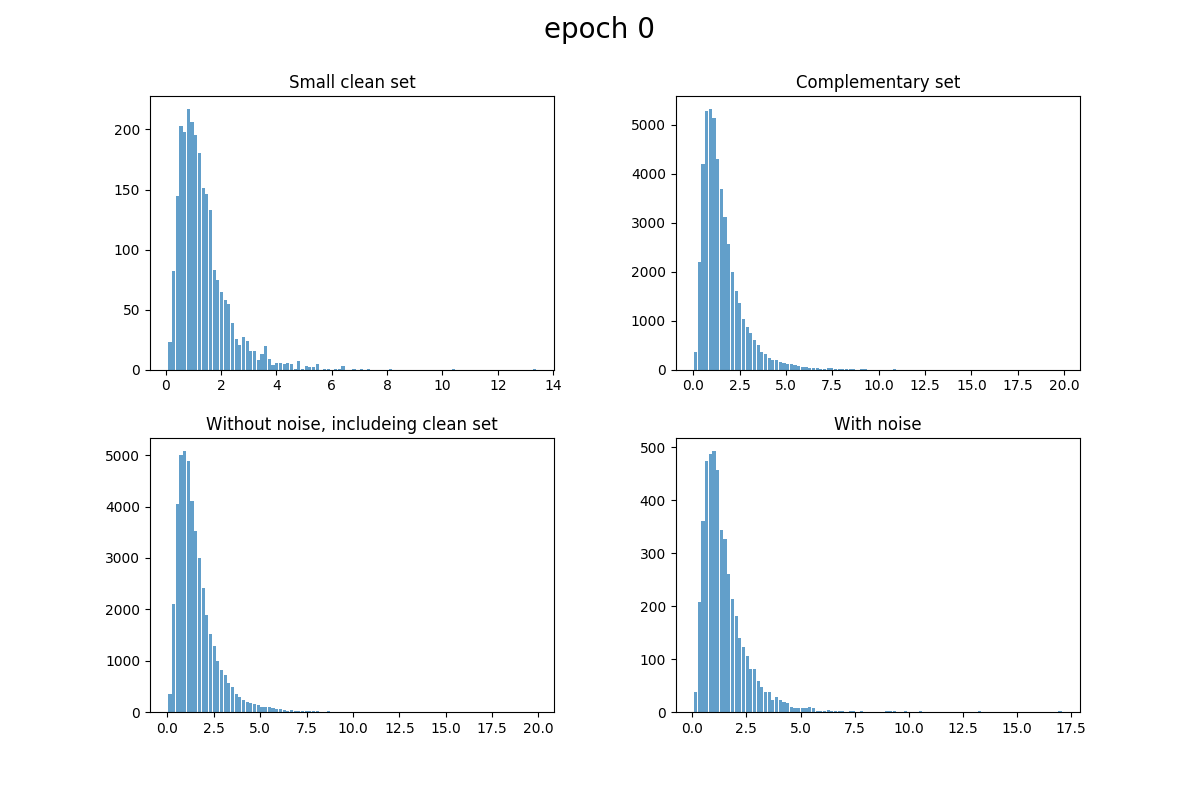 epoch 0
Small clean set
200
150
100
50
0
0 2 4 6 8 10 12 14
Complementary set
5000
4000
3000
2000
1000
0
0.0 2.5 5.0 7.5 10.0 12.5 15.0 17.5 20.0
Without noise, includeing clean set
5000
4000
3000
2000
1000
0
0.0 2.5 5.0 7.5 10.0 12.5 15.0 17.5 20.0
With noise
500
400
300
200
100
0
0.0 2.5 5.0 7.5 10.0 12.5 15.0 17.5